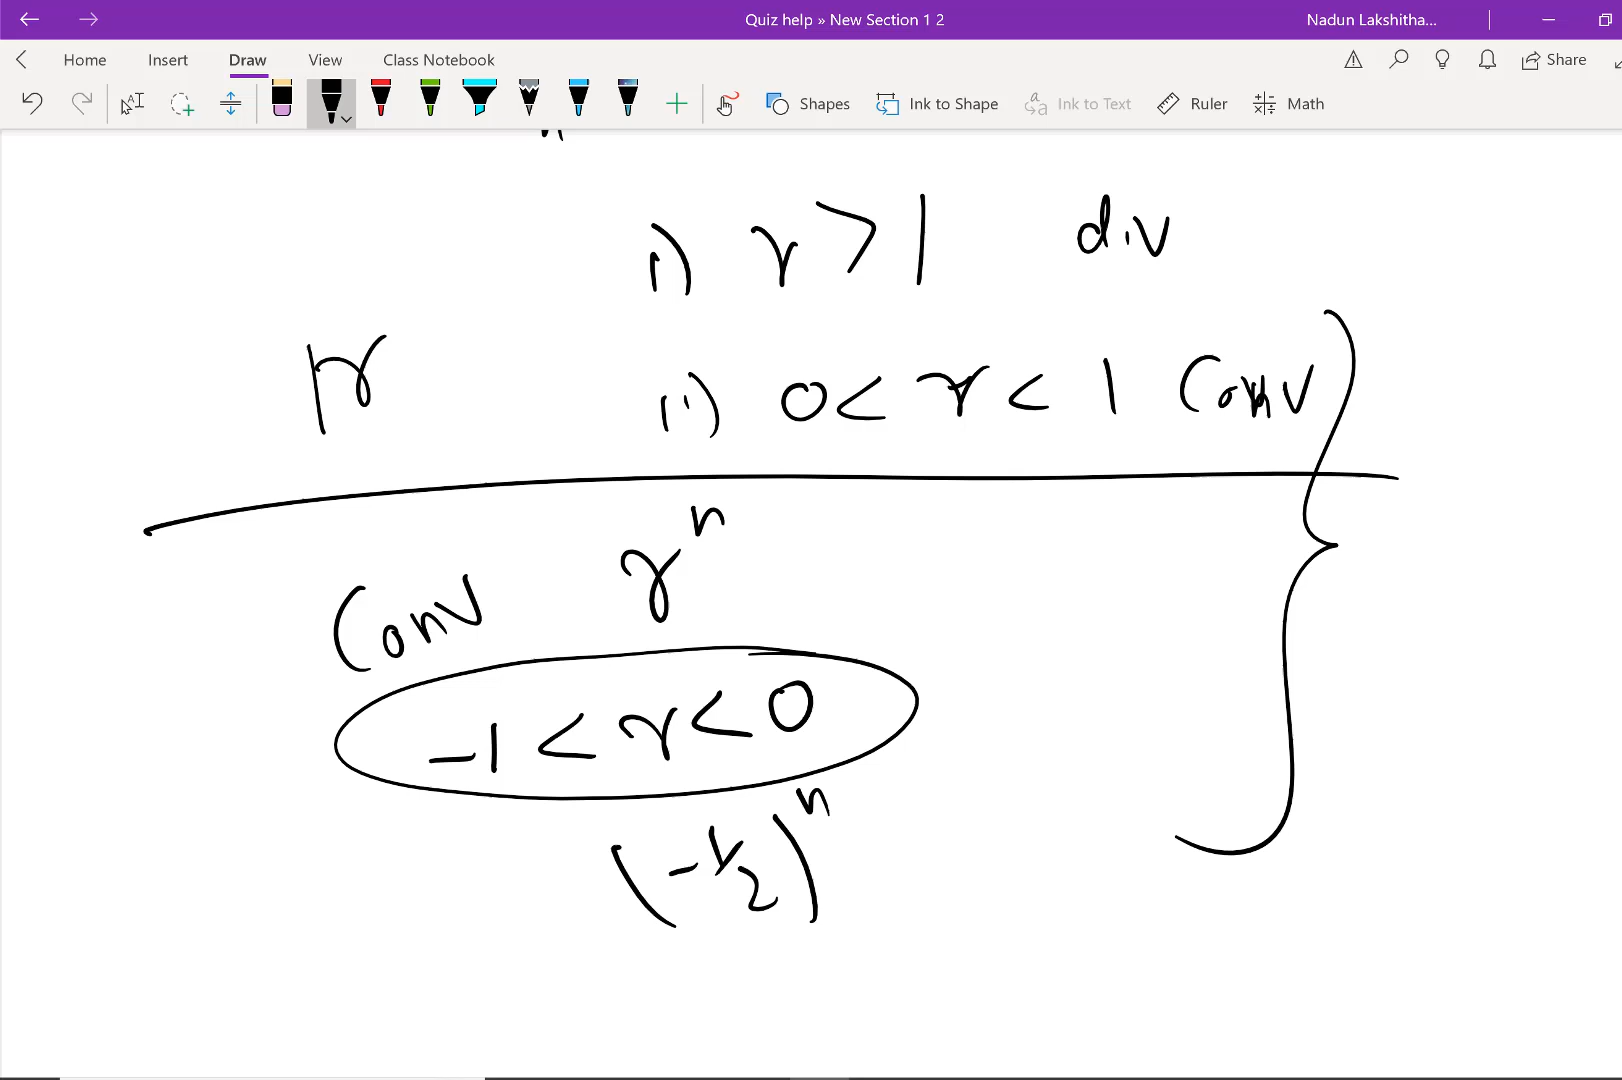 Quiz help » New Section 1 2
Nadun Lakshitha...
Home Insert Draw View Class Notebook
Share
Shapes Ink to Shape Ink to Text Ruler Math
n
i) r > 1 div
ii) 0 < r < 1 Conv
Conv r^n
-1 < r < 0
(-1/2)^n